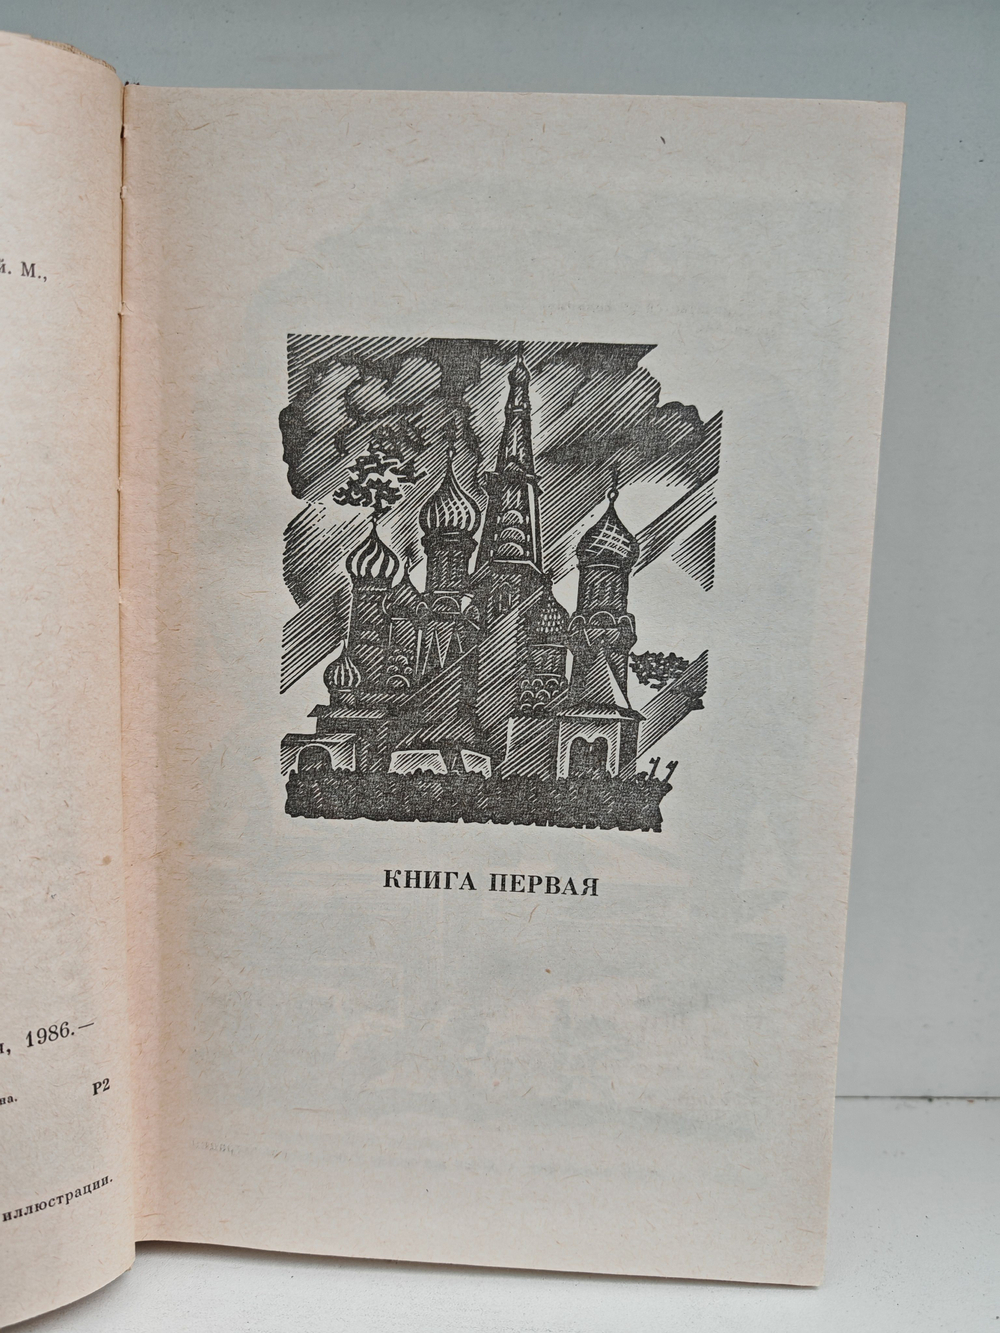 й. М.,
1986.—
на.
Р2
иллюстрации.
КНИГА ПЕРВАЯ